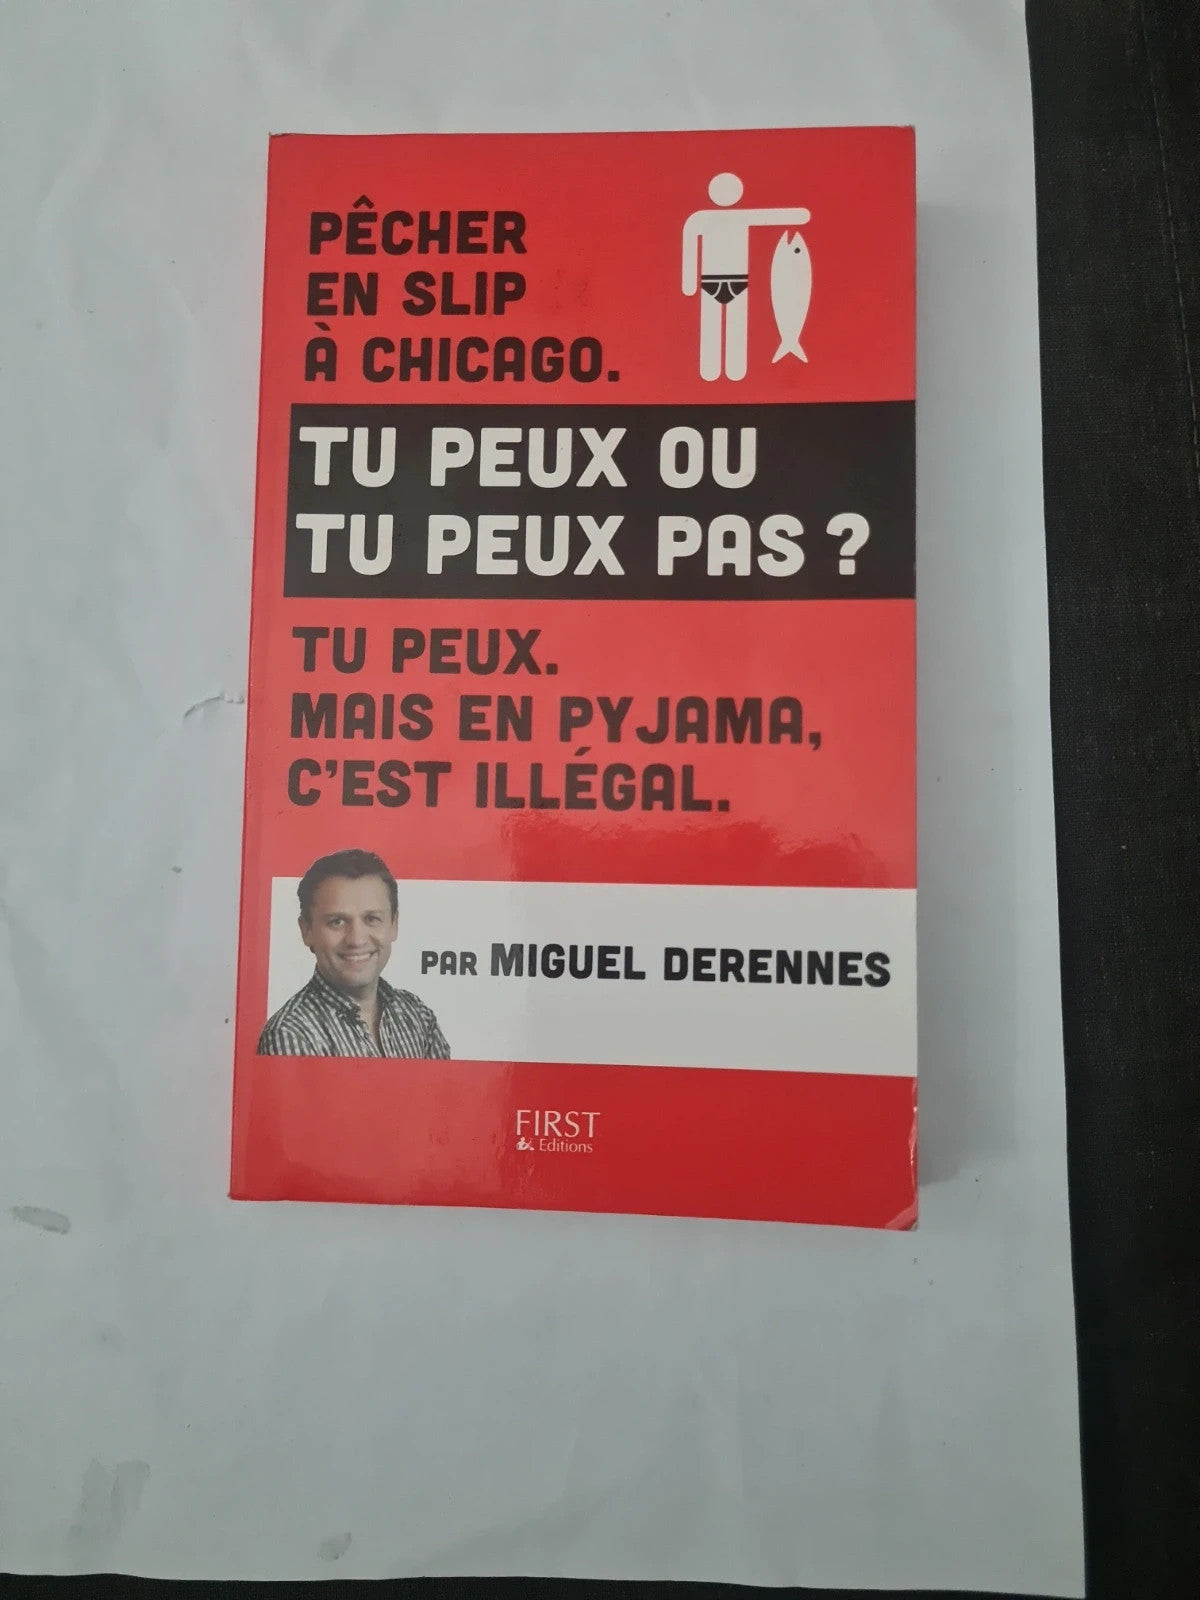 PÊCHER
EN SLIP
À CHICAGO.
TU PEUX OU
TU PEUX PAS ?
TU PEUX.
MAIS EN PYJAMA,
C'EST ILLÉGAL.
PAR MIGUEL DERENNES
FIRST
Editions